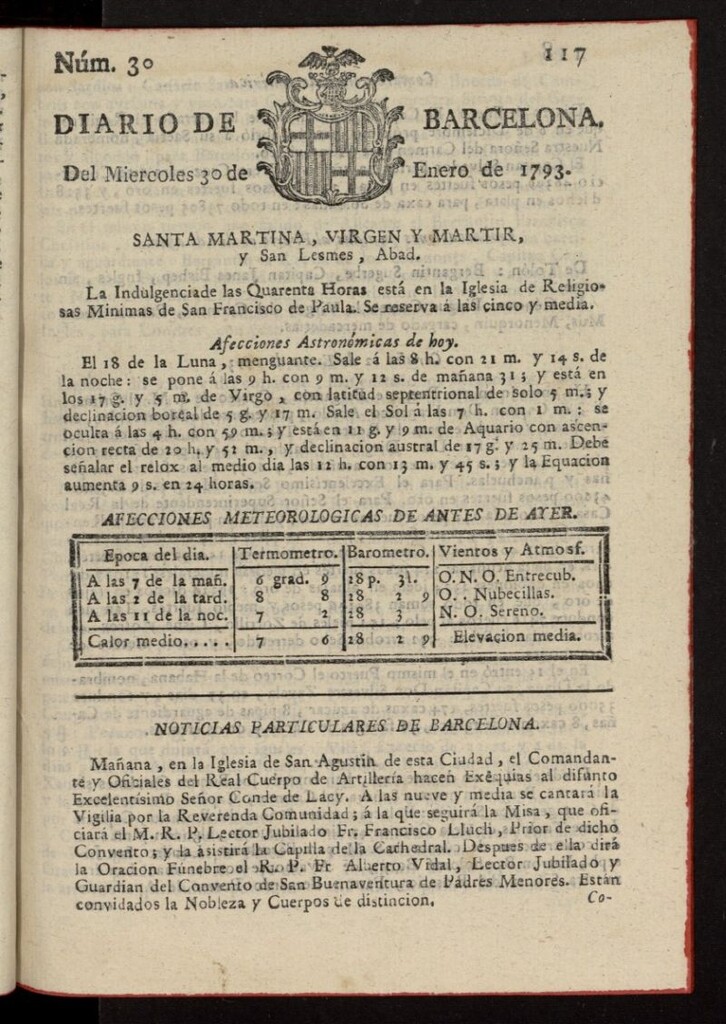 Núm. 30
117
DIARIO DE BARCELONA.
Del Miercoles 30 de Enero de 1793.
SANTA MARTINA, VIRGEN Y MARTIR,
y San Lesmes, Abad.
La Indulgenciade las Quarenta Horas está en la Iglesia de Religio-
sas Minimas de San Francisco de Paula. Se reserva á las cinco y media.
Afecciones Astronómicas de hoy.
El 18 de la Luna, menguante. Sale á las 8 h. con 21 m. y 14 s. de
la noche: se pone á las 9 h. con 9 m. y 12 s. de mañana 31; y está en
los 17 g. y 5 m. de Virgo, con latitud septentrional de solo 5 m.; y
declinacion boreal de 5 g. y 17 m. Sale el Sol á las 7 h. con 1 m.: se
oculta á las 4 h. con 59 m.; y está en 11 g. y 9 m. de Aquario con ascen-
cion recta de 20 h. y 52 m., y declinacion austral de 17 g. y 25 m. Debe
señalar el relox al medio dia las 12 h. con 13 m. y 45 s.; y la Equacion
aumenta 9 s. en 24 horas.
AFECCIONES METEOROLOGICAS DE ANTES DE AYER.
Epoca del dia. Termometro. Barometro. Vientos y Atmosf.
A las 7 de la mañ. 6 grad. 9 28 p. 3 l. O. N. O. Entrecub.
A las 2 de la tard. 8 8 28 2 9 O. . Nubecillas.
A las 11 de la noc. 7 2 28 3 N. O. Sereno.
Calor medio..... 7 6 28 2 9 Elevacion media.
NOTICIAS PARTICULARES DE BARCELONA.
Mañana, en la Iglesia de San Agustin de esta Ciudad, el Comandan-
te y Oficiales del Real Cuerpo de Artillería hacen Exêquias al difunto
Excelentísimo Señor Conde de Lacy. A las nueve y media se cantará la
Vigilia por la Reverenda Comunidad; á la que seguirá la Misa, que ofi-
ciará el M. R. P. Lector Jubilado Fr. Francisco Lluch, Prior de dicho
Convento; y la asistirá la Capilla de la Cathedral. Despues de ella dirá
la Oracion Fúnebre el R. P. Fr Alberto Vidal, Lector Jubilado y
Guardian del Convento de San Buenaventura de Padres Menores. Están
convidados la Nobleza y Cuerpos de distincion.
Co-